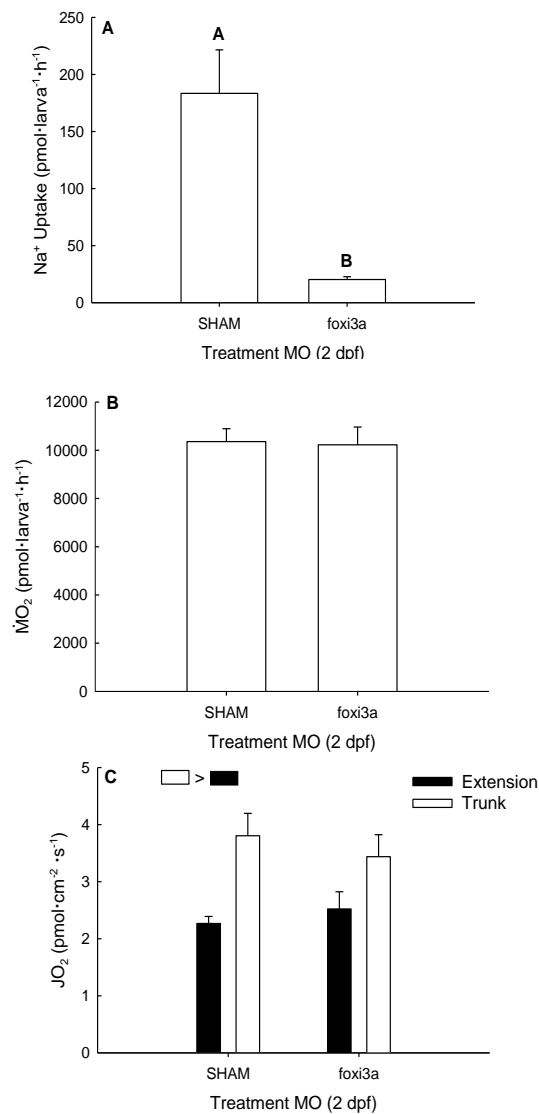 A
A
250
200
150
100
50
0
Na⁺ Uptake (pmol·larva⁻¹·h⁻¹)
B
SHAM
foxi3a
Treatment MO (2 dpf)
B
12000
10000
8000
6000
4000
2000
0
ṀO₂ (pmol·larva⁻¹·h⁻¹)
SHAM
foxi3a
Treatment MO (2 dpf)
C
>
Extension
Trunk
5
4
3
2
1
0
JO₂ (pmol·cm⁻² ·s⁻¹)
SHAM
foxi3a
Treatment MO (2 dpf)